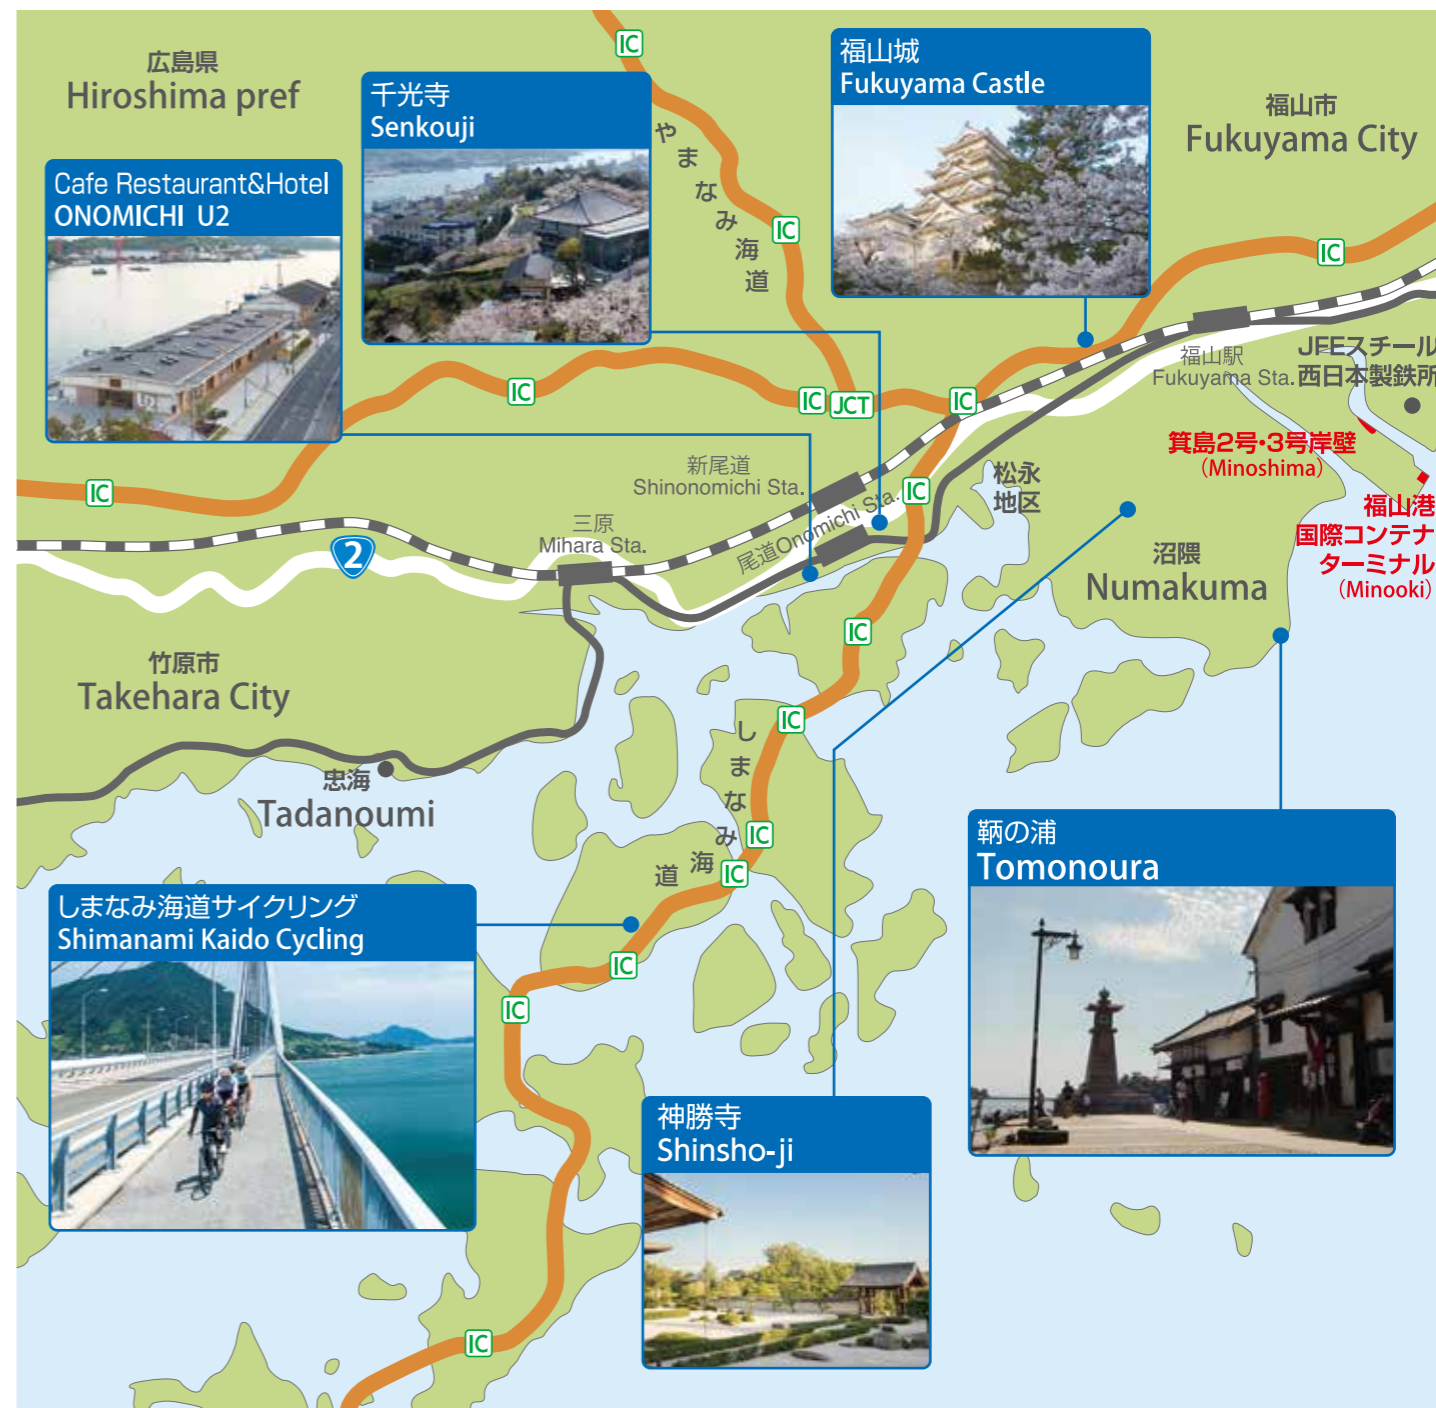 広島県
Hiroshima pref
千光寺
Senkouji
Cafe Restaurant&Hotel
ONOMICHI U2
福山城
Fukuyama Castle
福山市
Fukuyama City
IC
やまなみ海道
IC
IC
IC
IC
JCT
IC
IC
IC
福山駅
Fukuyama Sta.
JFEスチール
西日本製鉄所
箕島2号・3号岸壁
(Minoshima)
福山港
国際コンテナ
ターミナル
(Minooki)
新尾道
Shinonomichi Sta.
尾道Onomichi Sta.
松永
地区
三原
Mihara Sta.
2
沼隈
Numakuma
竹原市
Takehara City
忠海
Tadanoumi
IC
IC
しまなみ海道
IC
IC
IC
IC
IC
しまなみ海道サイクリング
Shimanami Kaido Cycling
鞆の浦
Tomonoura
神勝寺
Shinsho-ji